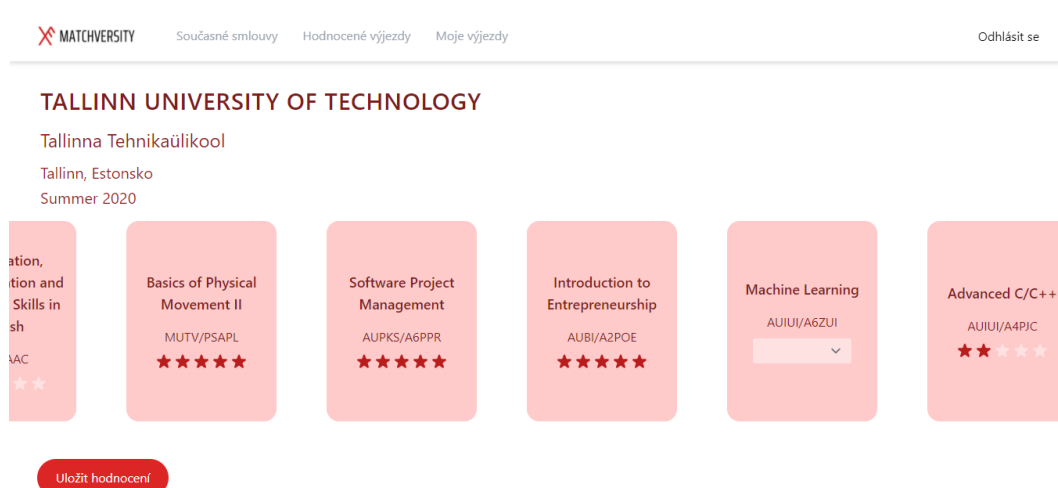 MATCHVERSITY
Současné smlouvy
Hodnocené výjezdy
Moje výjezdy
Odhlásit se
TALLINN UNIVERSITY OF TECHNOLOGY
Tallinna Tehnikaülikool
Tallinn, Estonsko
Summer 2020
ation,
tion and
Skills in
sh
AAC
Basics of Physical
Movement II
MUTV/PSAPL
Software Project
Management
AUPKS/A6PPR
Introduction to
Entrepreneurship
AUBI/A2POE
Machine Learning
AUIUI/A6ZUI
Advanced C/C++
AUIUI/A4PJC
Uložit hodnocení